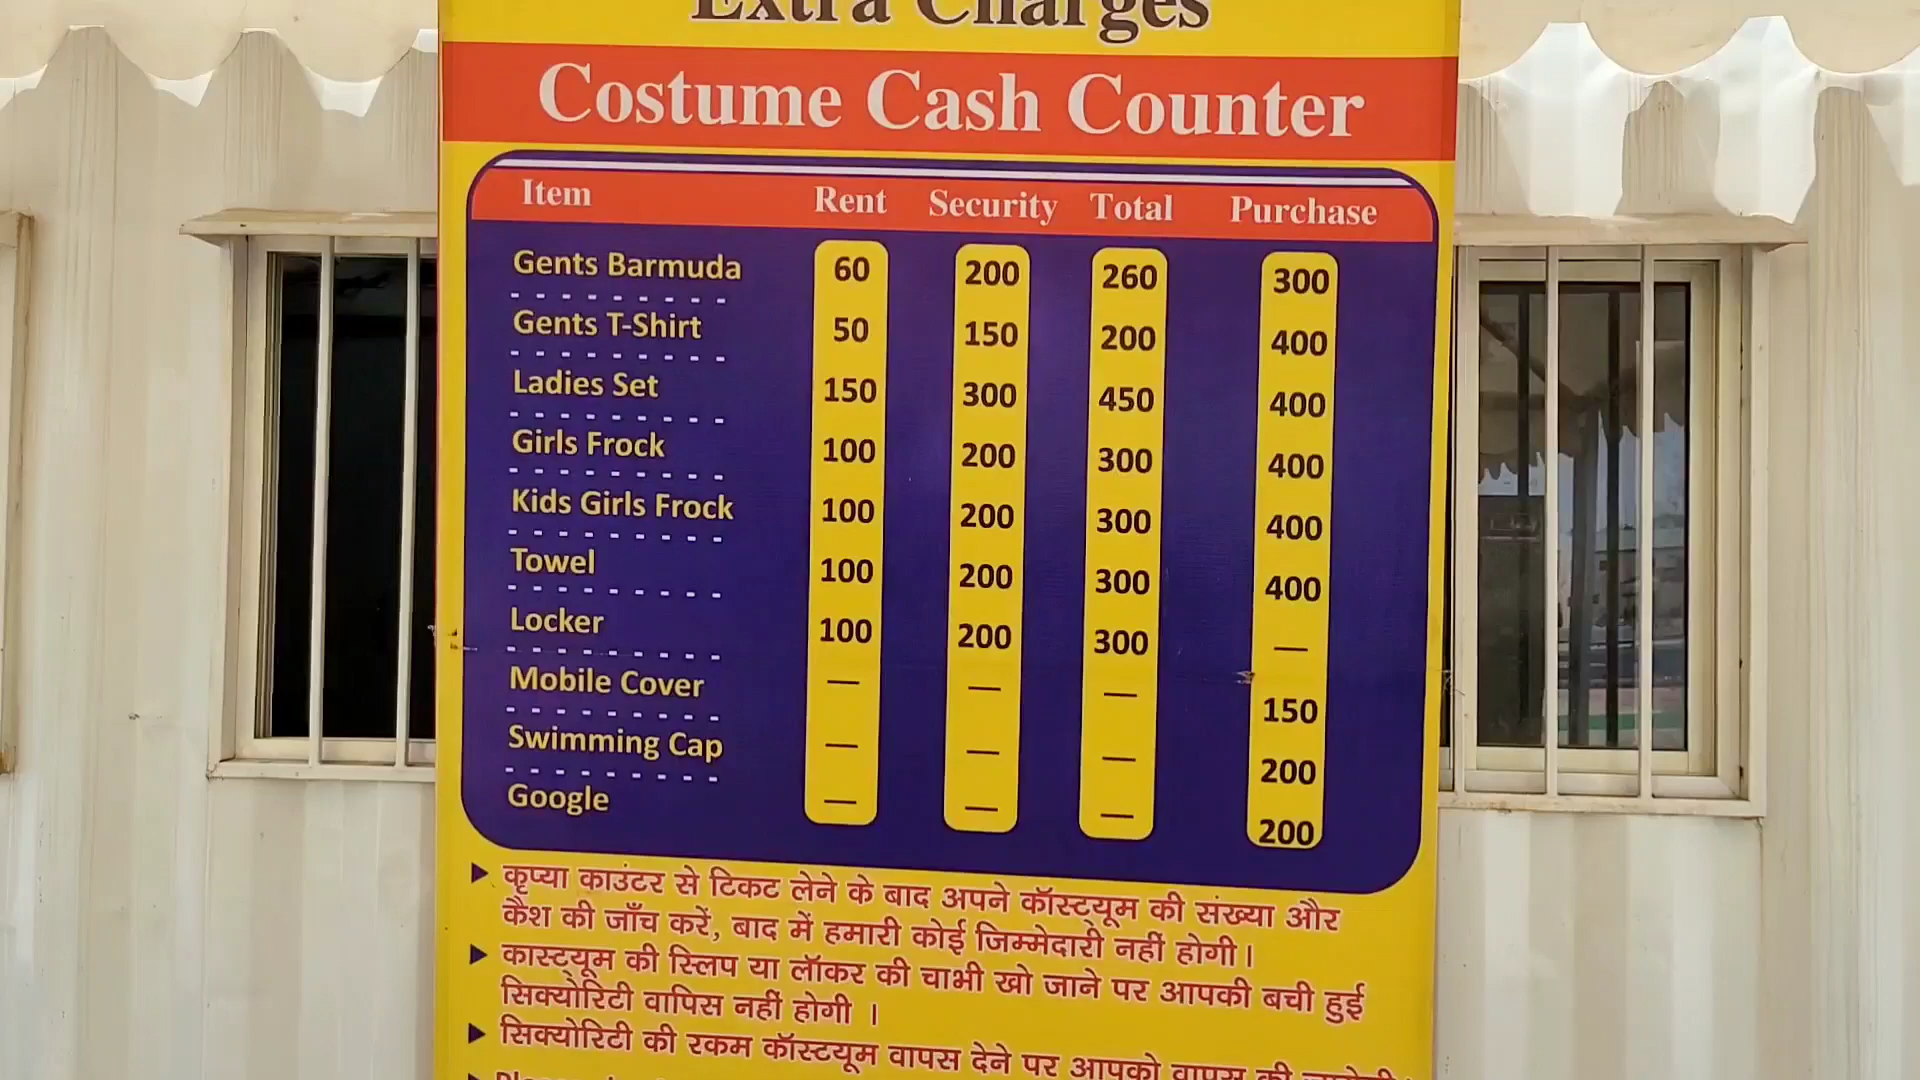 Extra Charges
Costume Cash Counter
Item Rent Security Total Purchase
Gents Barmuda 60 200 260 300
Gents T-Shirt 50 150 200 400
Ladies Set 150 300 450 400
Girls Frock 100 200 300 400
Kids Girls Frock 100 200 300 400
Towel 100 200 300 400
Locker 100 200 300 —
Mobile Cover — — — 150
Swimming Cap — — — 200
Google — — — 200
कृप्या काउंटर से टिकट लेने के बाद अपने कॉस्ट्यूम की संख्या और
कैश की जाँच करें, बाद में हमारी कोई जिम्मेदारी नहीं होगी।
कास्ट्यूम की स्लिप या लॉकर की चाभी खो जाने पर आपकी बची हुई
सिक्योरिटी वापिस नहीं होगी ।
सिक्योरिटी की रकम कॉस्टयूम वापस देने पर आपको वापस की